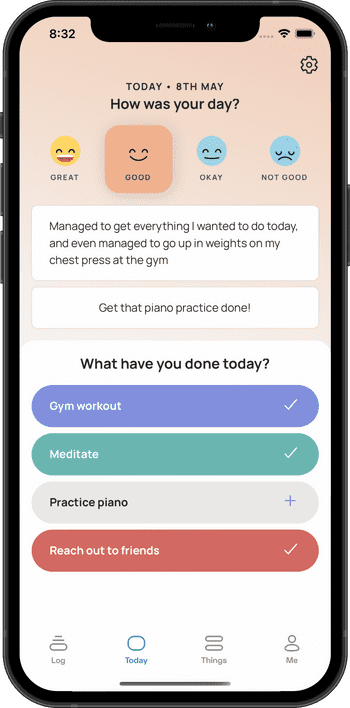 8:32
TODAY • 8TH MAY
How was your day?
GREAT
GOOD
OKAY
NOT GOOD
Managed to get everything I wanted to do today,
and even managed to go up in weights on my
chest press at the gym
Get that piano practice done!
What have you done today?
Gym workout
Meditate
Practice piano
Reach out to friends
Log
Today
Things
Me